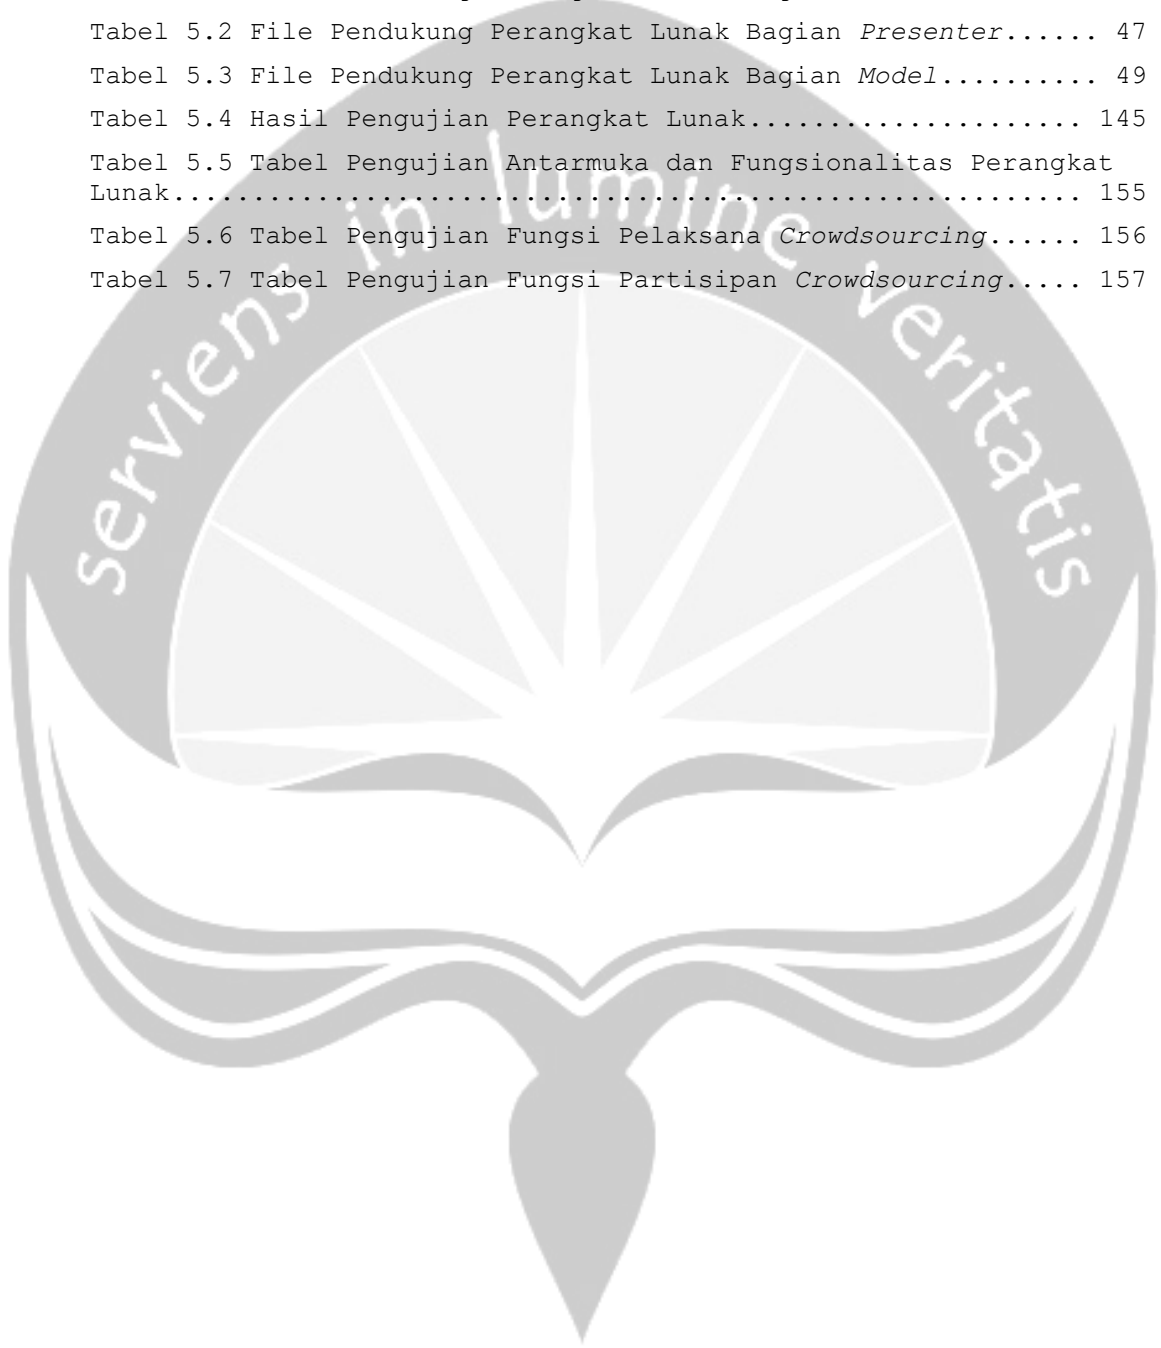 Tabel 5.2 File Pendukung Perangkat Lunak Bagian Presenter...... 47
Tabel 5.3 File Pendukung Perangkat Lunak Bagian Model.......... 49
Tabel 5.4 Hasil Pengujian Perangkat Lunak..................... 145
Tabel 5.5 Tabel Pengujian Antarmuka dan Fungsionalitas Perangkat
Lunak......................................................... 155
Tabel 5.6 Tabel Pengujian Fungsi Pelaksana Crowdsourcing...... 156
Tabel 5.7 Tabel Pengujian Fungsi Partisipan Crowdsourcing..... 157
serviens in lumine veritatis